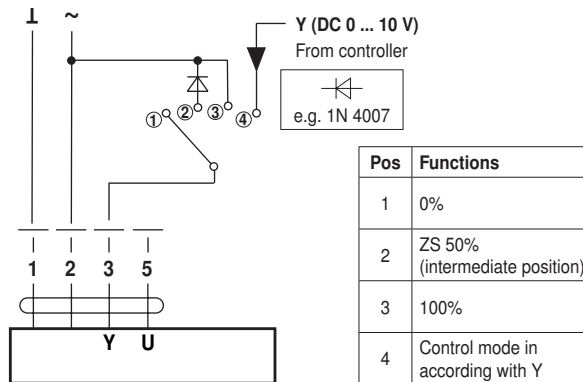 ⊥ ~
Y (DC 0 ... 10 V)
From controller
① ② ③ ④
e.g. 1N 4007
1 2 3 5
Y U
Pos Functions
1 0%
2 ZS 50%
(intermediate position)
3 100%
4 Control mode in
according with Y